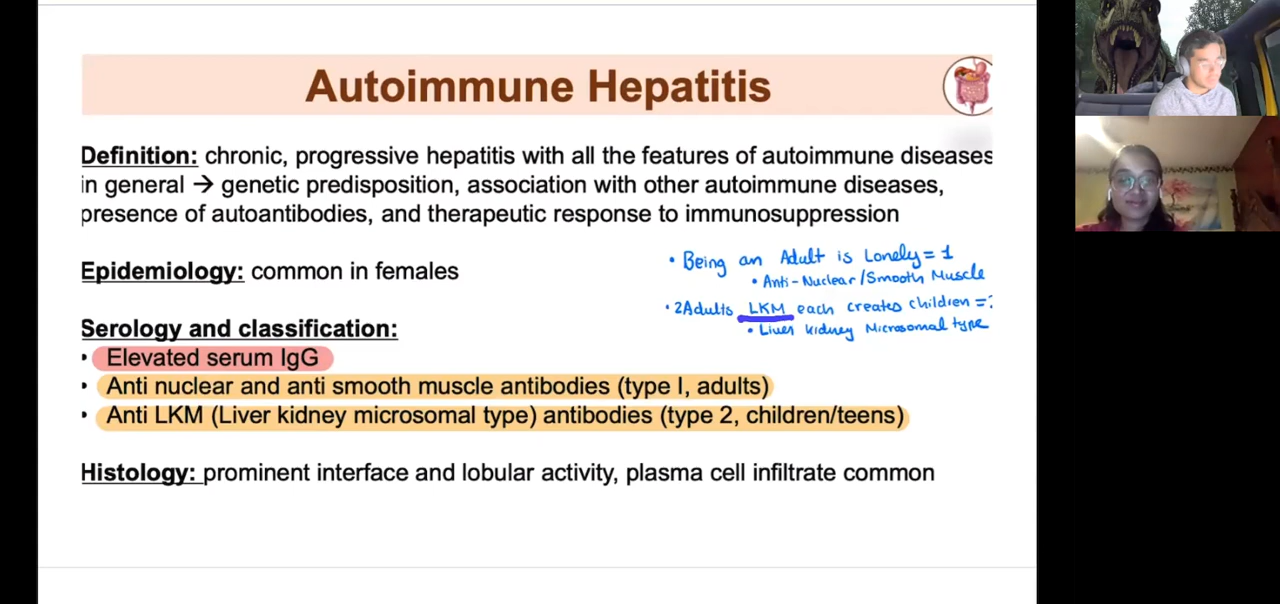 Autoimmune Hepatitis
Definition: chronic, progressive hepatitis with all the features of autoimmune diseases
in general → genetic predisposition, association with other autoimmune diseases,
presence of autoantibodies, and therapeutic response to immunosuppression
Epidemiology: common in females
• Being an Adult is Lonely = 1
• Anti-Nuclear/Smooth Muscle
• 2 Adults LKM each creates children =
• Liver kidney Microsomal type
Serology and classification:
• Elevated serum IgG
• Anti nuclear and anti smooth muscle antibodies (type I, adults)
• Anti LKM (Liver kidney microsomal type) antibodies (type 2, children/teens)
Histology: prominent interface and lobular activity, plasma cell infiltrate common